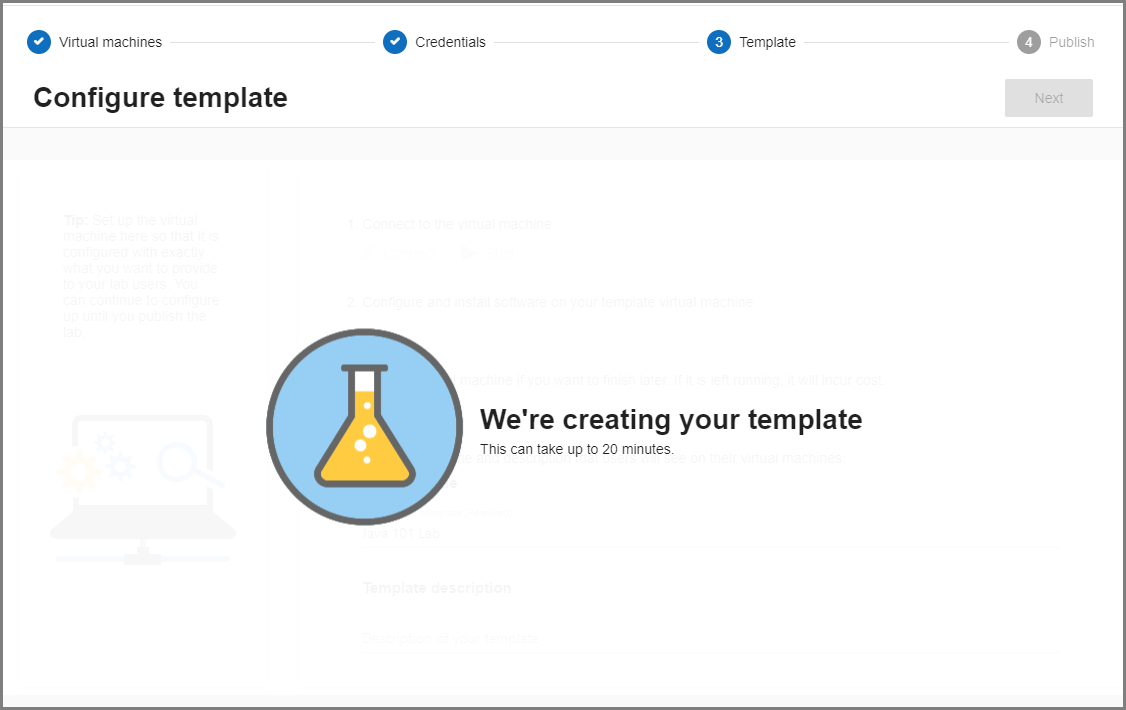 Virtual machines
Credentials
3 Template
4 Publish
Configure template
Next
Tip: Set up the virtual
machine here so that it is
configured with exactly
what you want to provide
to your lab users. You
can continue to configure
up until you publish the
lab.
1. Connect to the virtual machine
2. Configure and install software on your template virtual machine
machine if you want to finish later. If it is left running, it will incur cost.
We're creating your template
This can take up to 20 minutes.
and description that users will see on their virtual machines.
Java 101 Lab
Template description
Description of your template